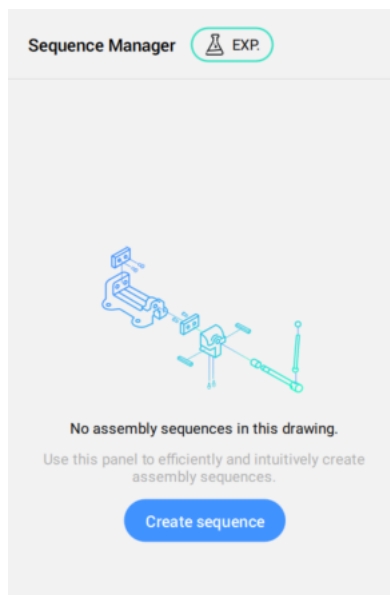 Sequence Manager EXP.
No assembly sequences in this drawing.
Use this panel to efficiently and intuitively create
assembly sequences.
Create sequence